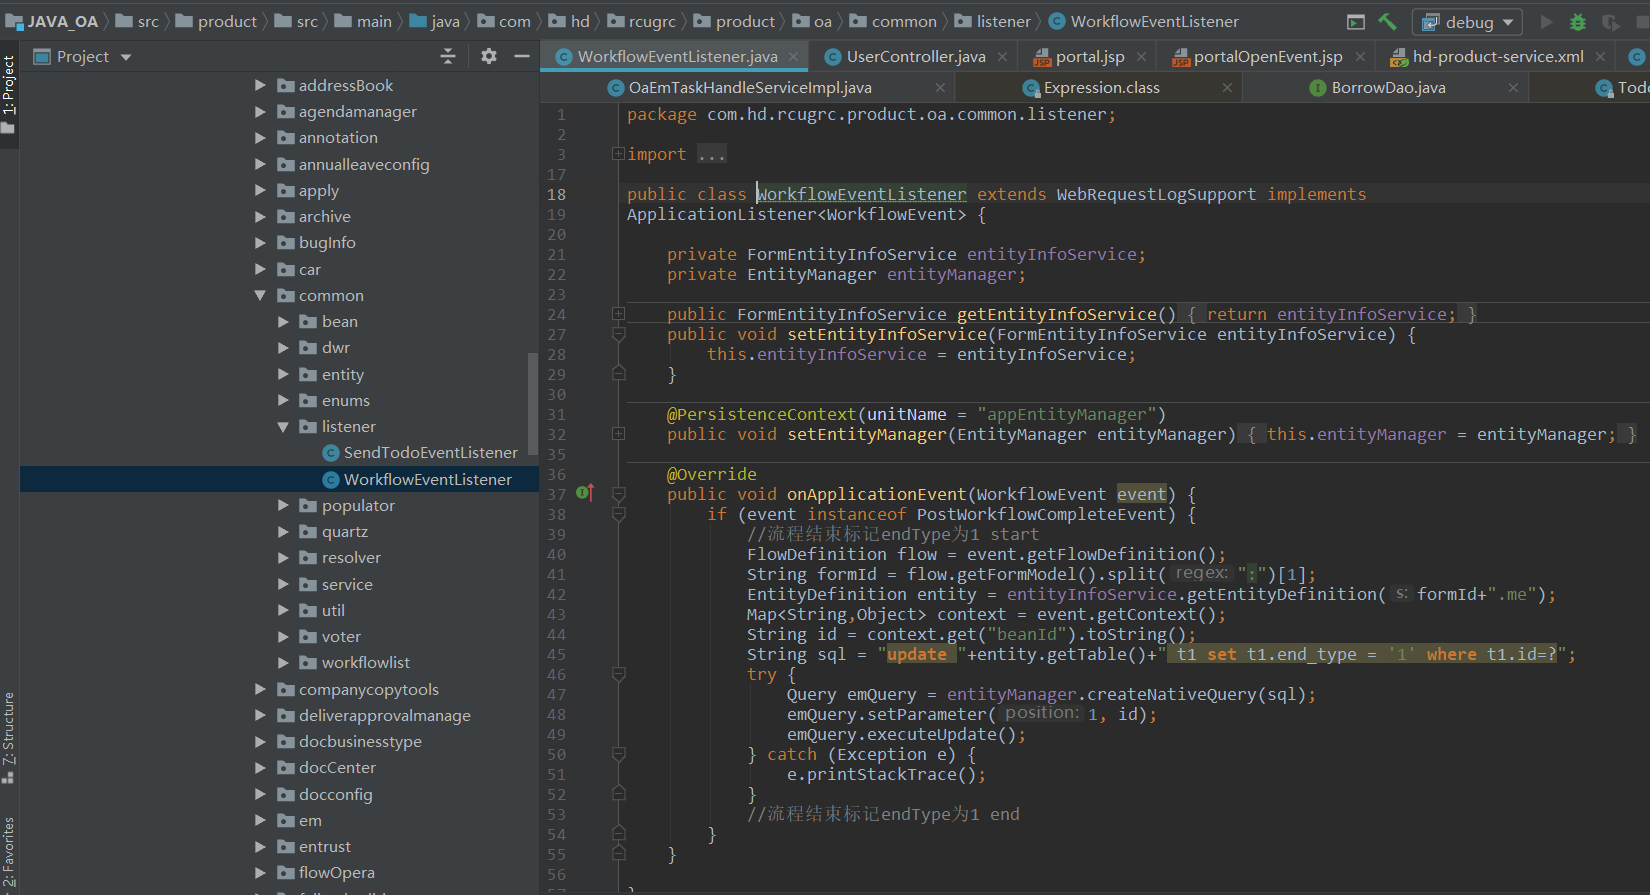 JAVA_OA src product src main java com hd rcugrc product oa common listener WorkflowEventListener debug
1: Project
Project
WorkflowEventListener.java UserController.java portal.jsp portalOpenEvent.jsp hd-product-service.xml
OaEmTaskHandleServiceImpl.java Expression.class BorrowDao.java Todo
addressBook
agendamanager
annotation
annualleaveconfig
apply
archive
bugInfo
car
common
bean
dwr
entity
enums
listener
SendTodoEventListener
WorkflowEventListener
populator
quartz
resolver
service
util
voter
workflowlist
companycopytools
deliverapprovalmanage
docbusinesstype
docCenter
docconfig
em
entrust
flowOpera
Z: Structure
2: Favorites
1 package com.hd.rcugrc.product.oa.common.listener;
2
3 import ...
17
18 public class WorkflowEventListener extends WebRequestLogSupport implements
19 ApplicationListener<WorkflowEvent> {
20
21 private FormEntityInfoService entityInfoService;
22 private EntityManager entityManager;
23
24 public FormEntityInfoService getEntityInfoService() { return entityInfoService; }
27 public void setEntityInfoService(FormEntityInfoService entityInfoService) {
28 this.entityInfoService = entityInfoService;
29 }
30
31 @PersistenceContext(unitName = "appEntityManager")
32 public void setEntityManager(EntityManager entityManager) { this.entityManager = entityManager; }
35
36 @Override
37 public void onApplicationEvent(WorkflowEvent event) {
38 if (event instanceof PostWorkflowCompleteEvent) {
39 //流程结束标记endType为1 start
40 FlowDefinition flow = event.getFlowDefinition();
41 String formId = flow.getFormModel().split( regex: ":")[1];
42 EntityDefinition entity = entityInfoService.getEntityDefinition( s: formId+".me");
43 Map<String,Object> context = event.getContext();
44 String id = context.get("beanId").toString();
45 String sql = "update "+entity.getTable()+" t1 set t1.end_type = '1' where t1.id=?";
46 try {
47 Query emQuery = entityManager.createNativeQuery(sql);
48 emQuery.setParameter( position: 1, id);
49 emQuery.executeUpdate();
50 } catch (Exception e) {
51 e.printStackTrace();
52 }
53 //流程结束标记endType为1 end
54 }
55 }
56